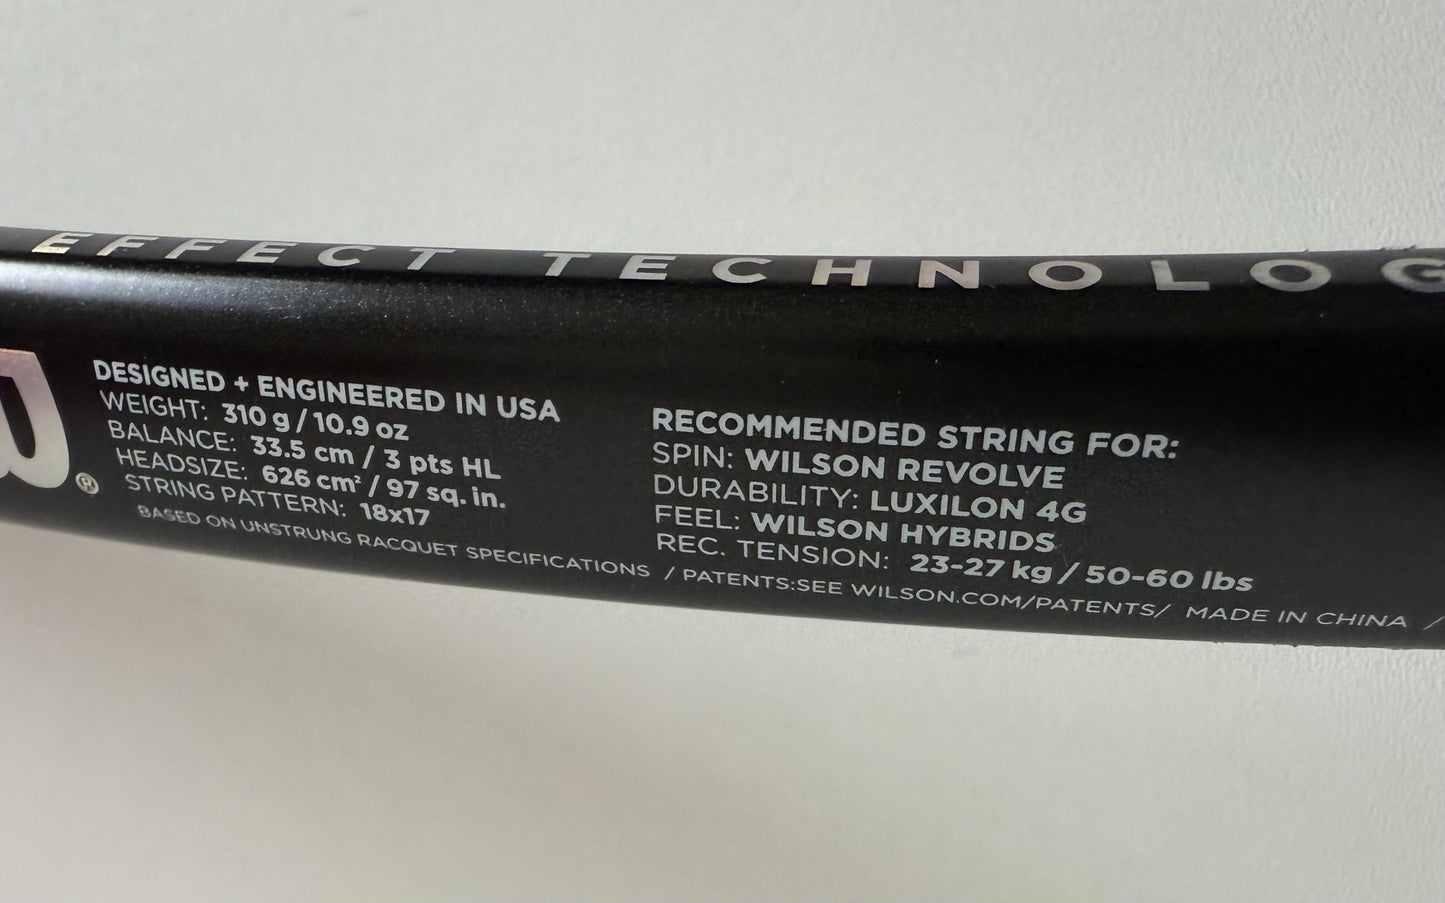 EFFECT TECHNOLOG
DESIGNED + ENGINEERED IN USA
WEIGHT: 310 g / 10.9 oz
BALANCE: 33.5 cm / 3 pts HL
HEADSIZE: 626 cm² / 97 sq. in.
STRING PATTERN: 18x17
BASED ON UNSTRUNG RACQUET SPECIFICATIONS / PATENTS:SEE WILSON.COM/PATENTS/ MADE IN CHINA /
RECOMMENDED STRING FOR:
SPIN: WILSON REVOLVE
DURABILITY: LUXILON 4G
FEEL: WILSON HYBRIDS
REC. TENSION: 23-27 kg / 50-60 lbs
®